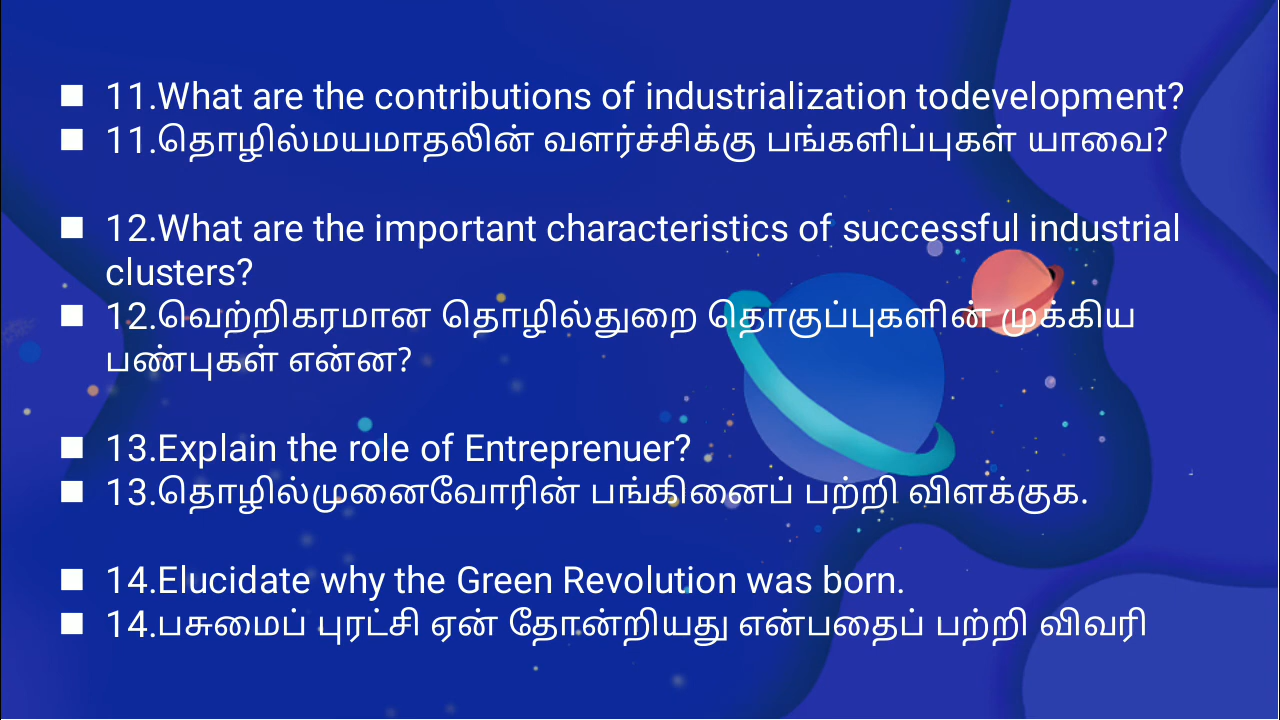 11.What are the contributions of industrialization todevelopment?
11.தொழில்மயமாதலின் வளர்ச்சிக்கு பங்களிப்புகள் யாவை?
12.What are the important characteristics of successful industrial
clusters?
12.வெற்றிகரமான தொழில்துறை தொகுப்புகளின் முக்கிய
பண்புகள் என்ன?
13.Explain the role of Entreprenuer?
13.தொழில்முனைவோரின் பங்கினைப் பற்றி விளக்குக.
14.Elucidate why the Green Revolution was born.
14.பசுமைப் புரட்சி ஏன் தோன்றியது என்பதைப் பற்றி விவரி